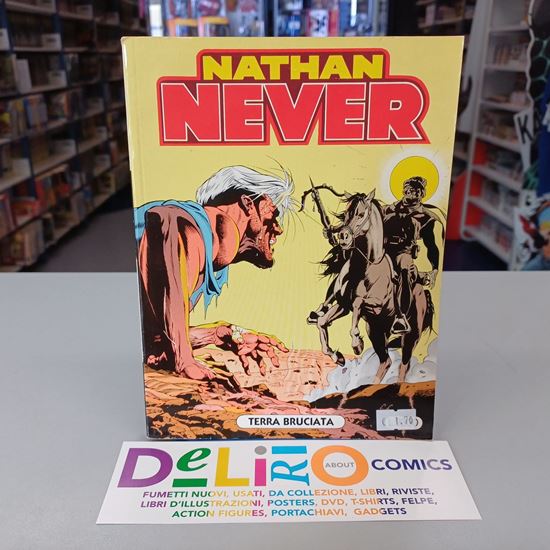 NATHAN
NEVER
TERRA BRUCIATA
DeLiRiO ABOUT COMICS
FUMETTI NUOVI, USATI, DA COLLEZIONE, LIBRI, RIVISTE,
LIBRI D'ILLUSTRAZIONI, POSTERS, DVD, T-SHIRTS, FELPE,
ACTION FIGURES, PORTACHIAVI, GADGETS